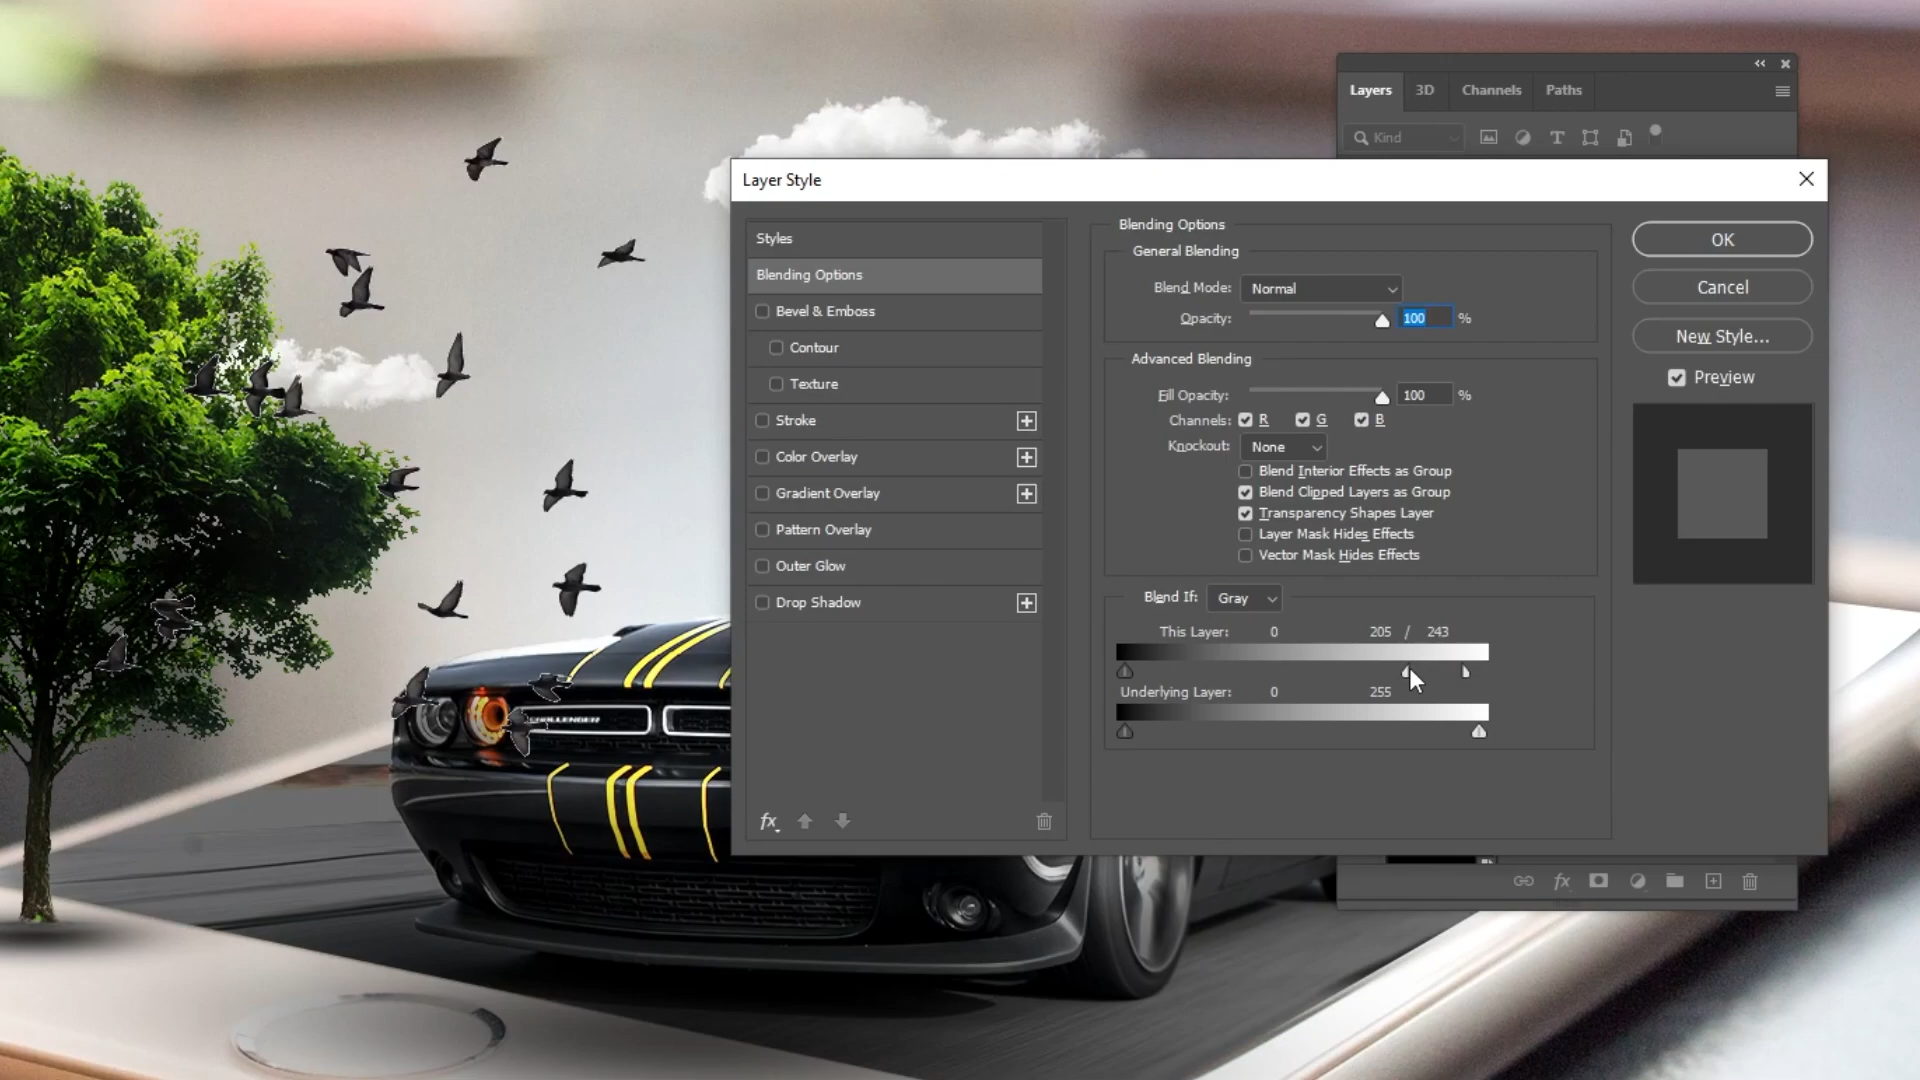 Layers 3D Channels Paths
Kind
Layer Style
Styles
Blending Options
Bevel & Emboss
Contour
Texture
Stroke
Color Overlay
Gradient Overlay
Pattern Overlay
Outer Glow
Drop Shadow
fx
Blending Options
General Blending
Blend Mode: Normal
Opacity: 100 %
Advanced Blending
Fill Opacity: 100 %
Channels: R G B
Knockout: None
Blend Interior Effects as Group
Blend Clipped Layers as Group
Transparency Shapes Layer
Layer Mask Hides Effects
Vector Mask Hides Effects
Blend If: Gray
This Layer: 0 205 / 243
Underlying Layer: 0 255
OK
Cancel
New Style...
Preview
fx
CHALLENGER